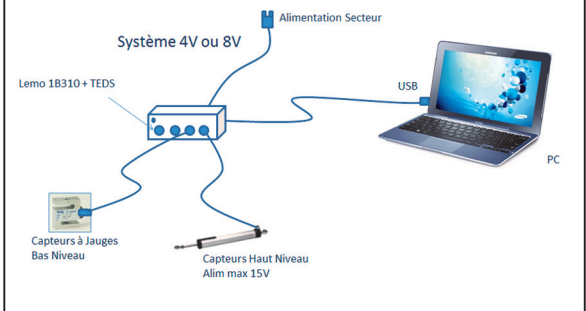 Alimentation Secteur
Système 4V ou 8V
Lemo 1B310 + TEDS
USB
PC
Capteurs à Jauges
Bas Niveau
Capteurs Haut Niveau
Alim max 15V